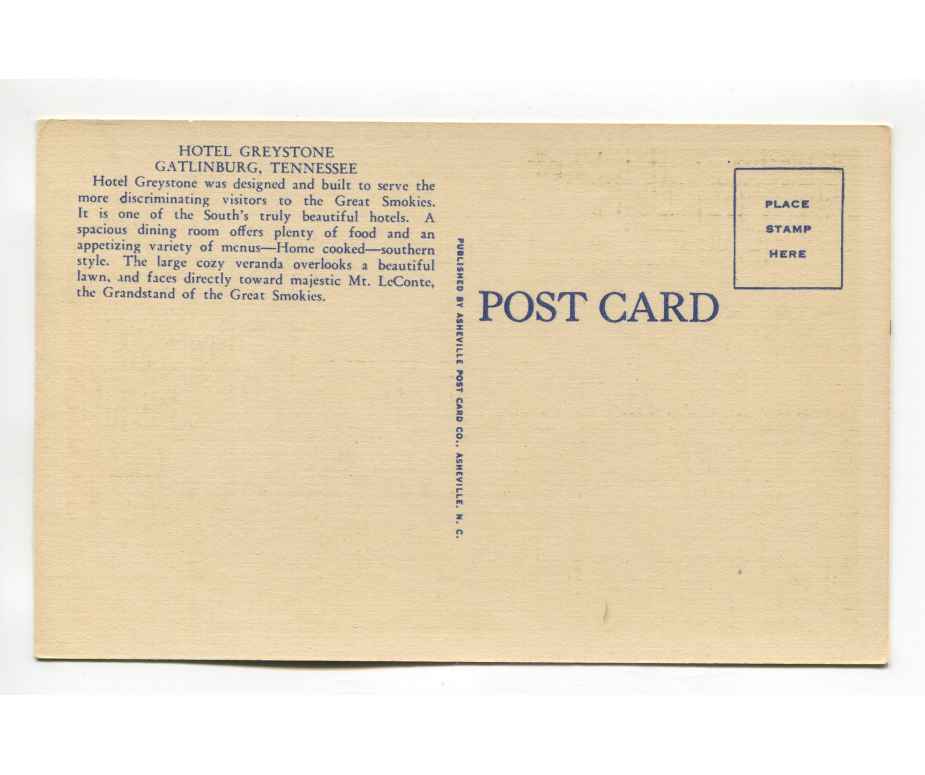 HOTEL GREYSTONE
GATLINBURG, TENNESSEE
Hotel Greystone was designed and built to serve the
more discriminating visitors to the Great Smokies.
It is one of the South's truly beautiful hotels. A
spacious dining room offers plenty of food and an
appetizing variety of menus—Home cooked—southern
style. The large cozy veranda overlooks a beautiful
lawn, and faces directly toward majestic Mt. LeConte,
the Grandstand of the Great Smokies.
PUBLISHED BY ASHEVILLE POST CARD CO., ASHEVILLE, N. C.
POST CARD
PLACE
STAMP
HERE